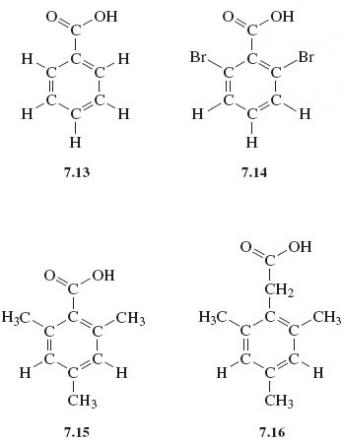 O OH O OH
C C
H C H Br C Br
C C C C
C C C C
H C H H C H
H H
7.13 7.14
O OH
C
O OH CH2
C
H3C C CH3 H3C C CH3
C C C C
C C C C
H C H H C H
CH3 CH3
7.15 7.16